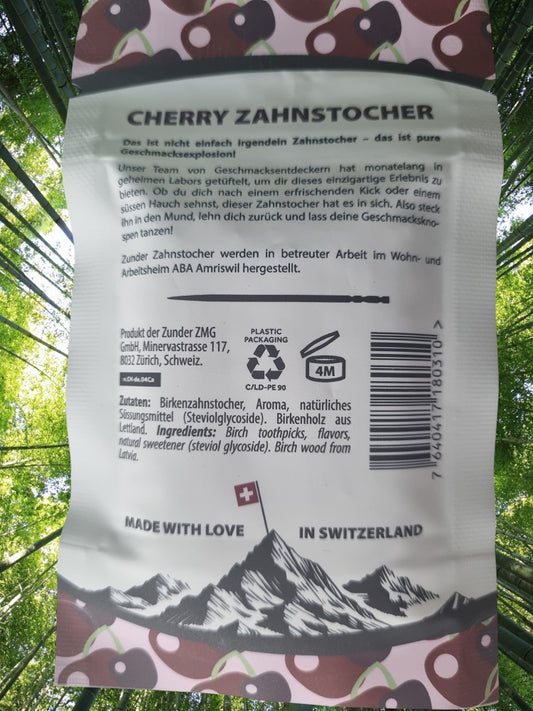 CHERRY ZAHNSTOCHER
Das ist nicht einfach irgendein Zahnstocher – das ist pure
Geschmacksexplosion!
Unser Team von Geschmacksentdeckern hat monatelang in
geheimen Labors getüftelt, um dir dieses einzigartige Erlebnis zu
bieten. Ob du dich nach einem erfrischenden Kick oder einem
süssen Hauch sehnst, dieser Zahnstocher hat es in sich. Also steck
ihn in den Mund, lehn dich zurück und lass deine Geschmackskno-
spen tanzen!
Zunder Zahnstocher werden in betreuter Arbeit im Wohn- und
Arbeitsheim ABA Amriswil hergestellt.
Produkt der Zunder ZMG
GmbH, Minervastrasse 117,
8032 Zürich, Schweiz.
v:CH-de.04Ca
PLASTIC
PACKAGING
C/LD-PE 90
4M
Zutaten: Birkenzahnstocher, Aroma, natürliches
Süssungsmittel (Steviolglycoside). Birkenholz aus
Lettland. Ingredients: Birch toothpicks, flavors,
natural sweetener (steviol glycoside). Birch wood from
Latvia.
7 640417 180310 >
MADE WITH LOVE IN SWITZERLAND